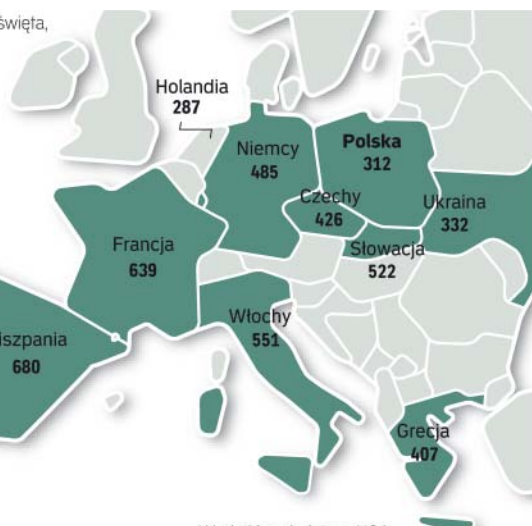 święta,
Holandia
287
Niemcy
485
Polska
312
Czechy
426
Ukraina
332
Słowacja
522
Francja
639
Włochy
551
iszpania
680
Grecja
407